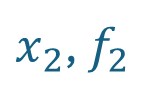 x₂, f₂